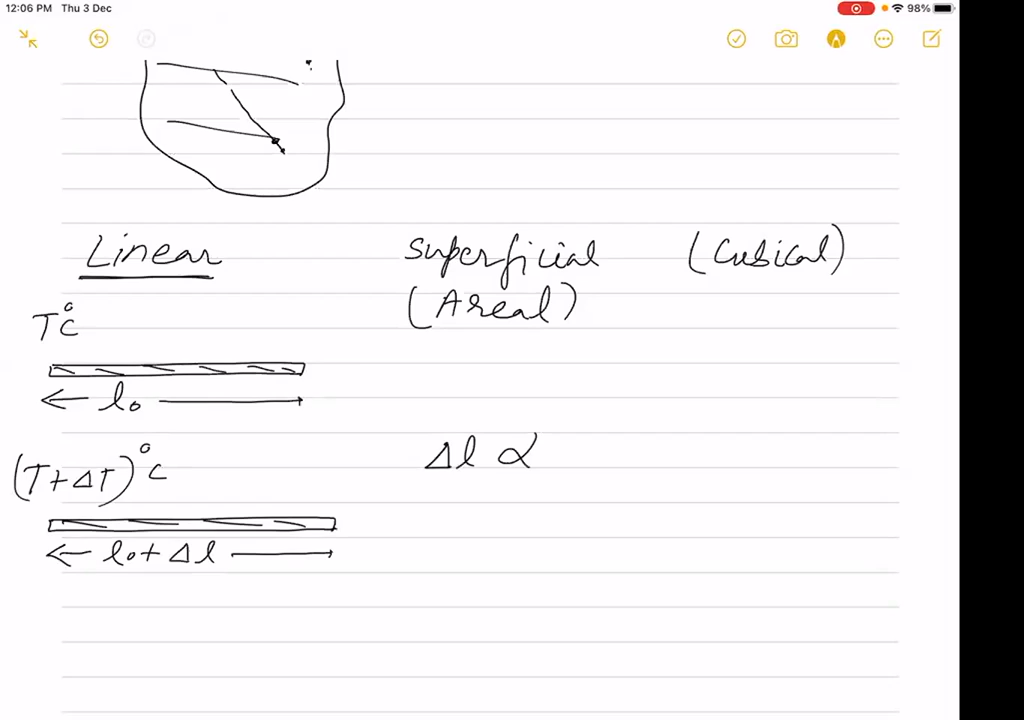 12:06 PM Thu 3 Dec
98%
Linear Superficial (Cubical)
(Areal)
T°C
l₀
(T+ΔT)°C
Δl ∝
l₀+Δl